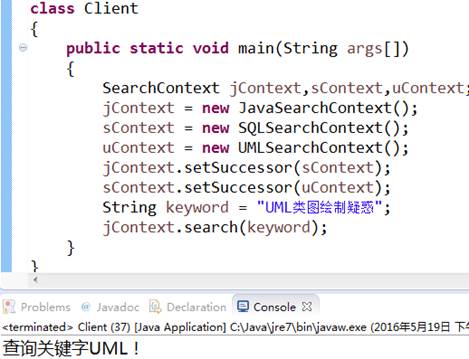 class Client
{
public static void main(String args[])
{
SearchContext jContext,sContext,uContext;
jContext = new JavaSearchContext();
sContext = new SQLSearchContext();
uContext = new UMLSearchContext();
jContext.setSuccessor(sContext);
sContext.setSuccessor(uContext);
String keyword = "UML类图绘制疑惑";
jContext.search(keyword);
}
}
Problems @ Javadoc Declaration Console
<terminated> Client (37) [Java Application] C:\Java\jre7\bin\javaw.exe (2016年5月19日 下午
查询关键字UML！